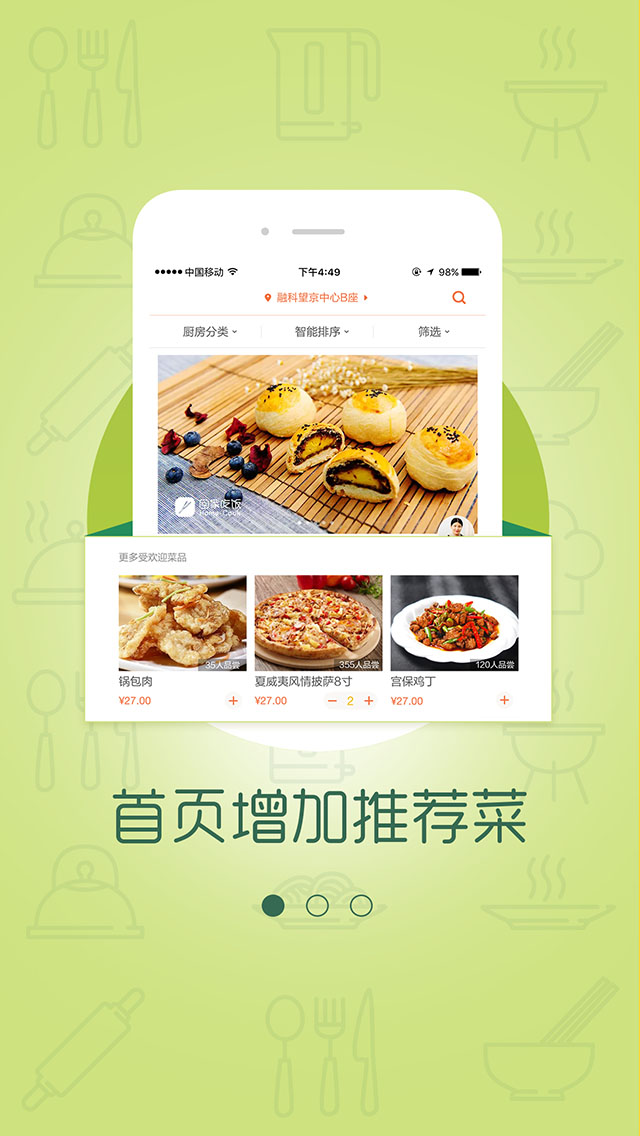 中国移动
下午4:49
98%
融科望京中心B座
厨房分类
智能排序
筛选
回家吃饭
Home-Cook
更多受欢迎菜品
35人品尝
355人品尝
120人品尝
锅包肉
夏威夷风情披萨8寸
宫保鸡丁
¥27.00 +
¥27.00 − 2 +
¥27.00 +
首页增加推荐菜